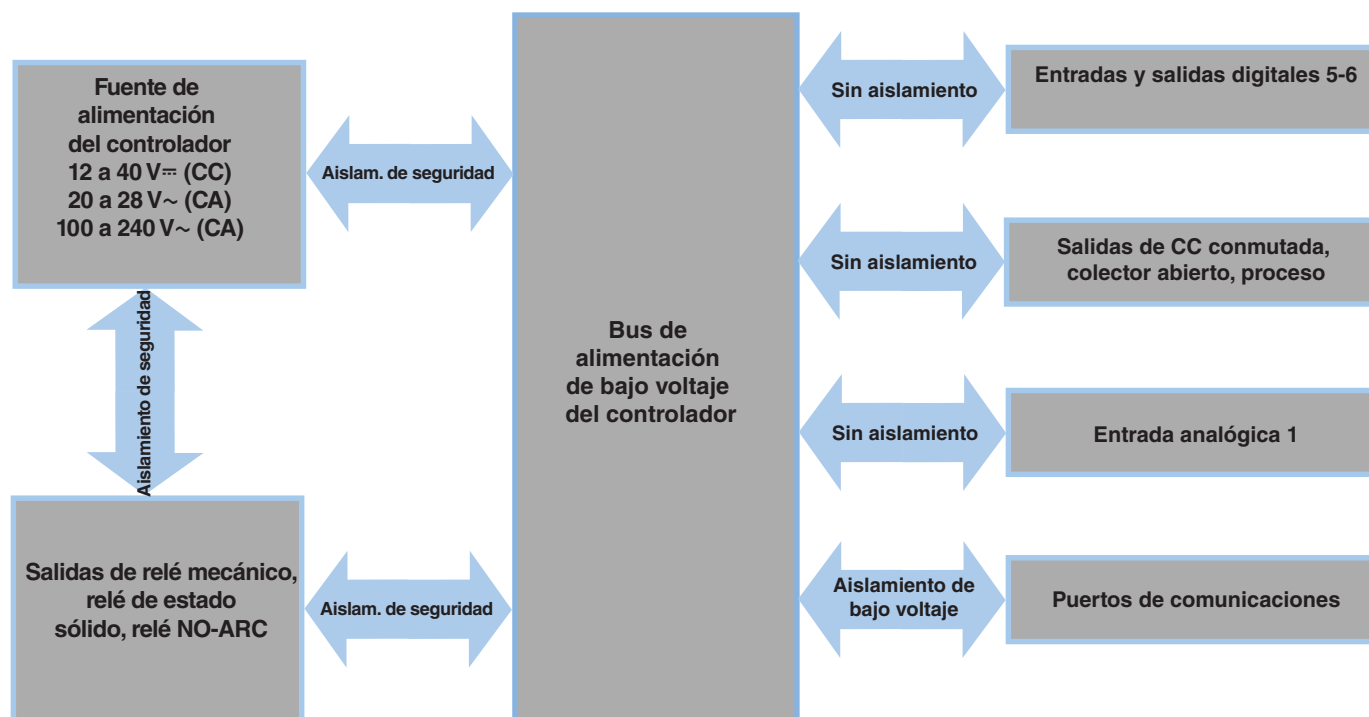 Fuente de
alimentación
del controlador
12 a 40 V⎓ (CC)
20 a 28 V~ (CA)
100 a 240 V~ (CA)
Aislam. de seguridad
Aislamiento de seguridad
Salidas de relé mecánico,
relé de estado
sólido, relé NO-ARC
Aislam. de seguridad
Bus de
alimentación
de bajo voltaje
del controlador
Sin aislamiento
Entradas y salidas digitales 5-6
Sin aislamiento
Salidas de CC conmutada,
colector abierto, proceso
Sin aislamiento
Entrada analógica 1
Aislamiento de
bajo voltaje
Puertos de comunicaciones